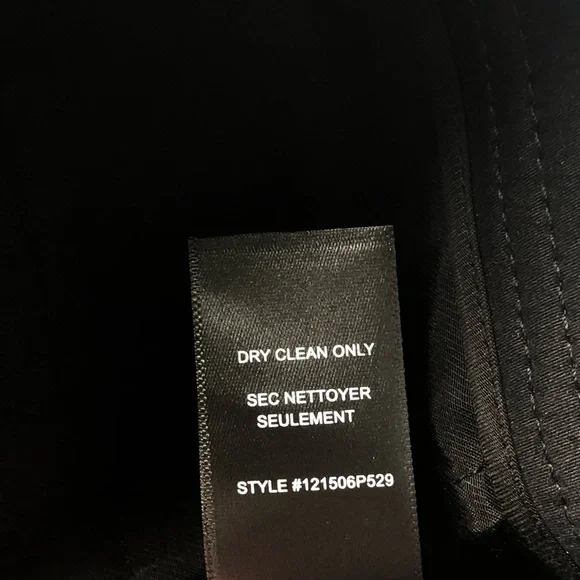 DRY CLEAN ONLY
SEC NETTOYER
SEULEMENT
STYLE #121506P529